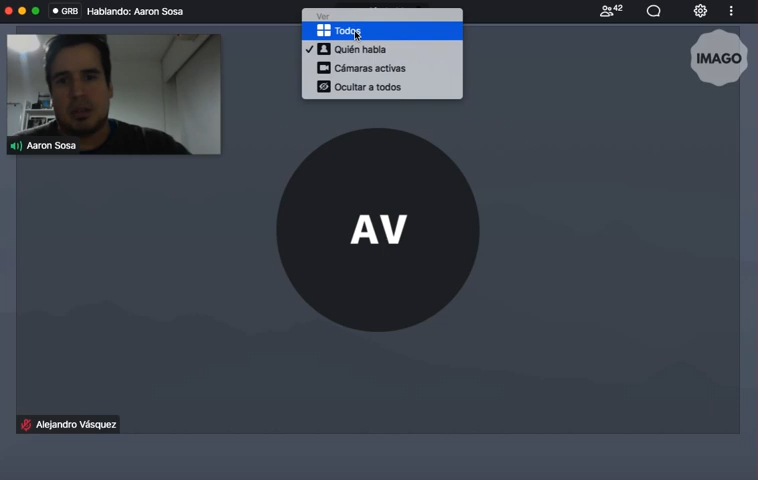 GRB
Hablando: Aaron Sosa
Ver
Todos
Quién habla
Cámaras activas
Ocultar a todos
42
IMAGO
Aaron Sosa
AV
Alejandro Vásquez